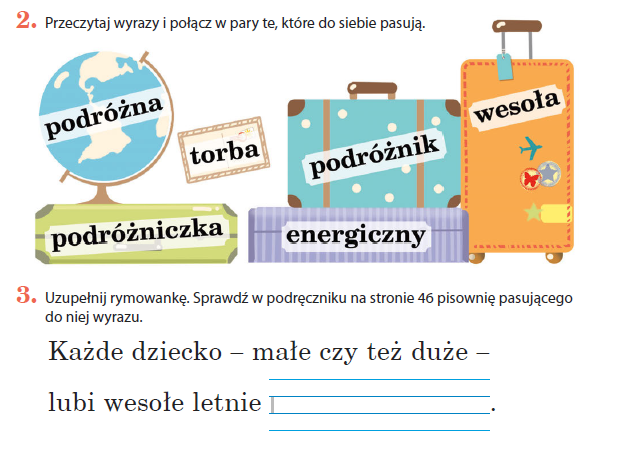 2. Przeczytaj wyrazy i połącz w pary te, które do siebie pasują.
podróżna
torba
podróżnik
wesoła
podróżniczka
energiczny
3. Uzupełnij rymowankę. Sprawdź w podręczniku na stronie 46 pisownię pasującego
do niej wyrazu.
Każde dziecko – małe czy też duże –
lubi wesołe letnie .